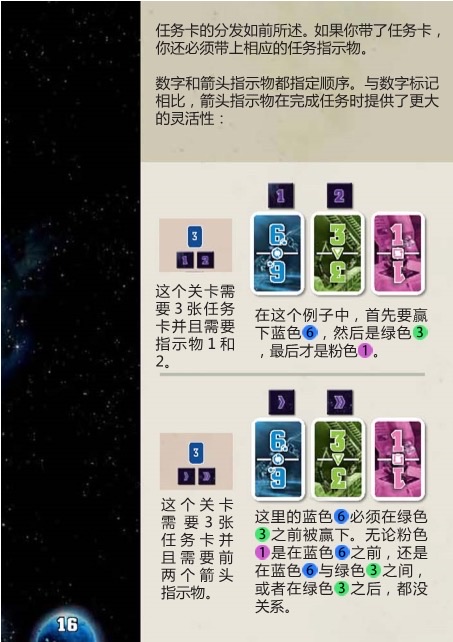 任务卡的分发如前所述。如果你带了任务卡，
你还必须带上相应的任务指示物。
数字和箭头指示物都指定顺序。与数字标记
相比，箭头指示物在完成任务时提供了更大
的灵活性：
1 2
3
1 2
6 3 1
6 3 1
这个关卡需
要 3 张任务
卡并且需要
指示物 1 和
2。
在这个例子中，首先要赢
下蓝色6，然后是绿色3
，最后才是粉色1。
3
6 3 1
6 3 1
这个关卡
需要3张
任务卡并
且需要前
两个箭头
指示物。
这里的蓝色6必须在绿色
3之前被赢下。无论粉色
1是在蓝色6之前，还是
在蓝色6与绿色3之间，
或者在绿色3之后，都没
关系。
16